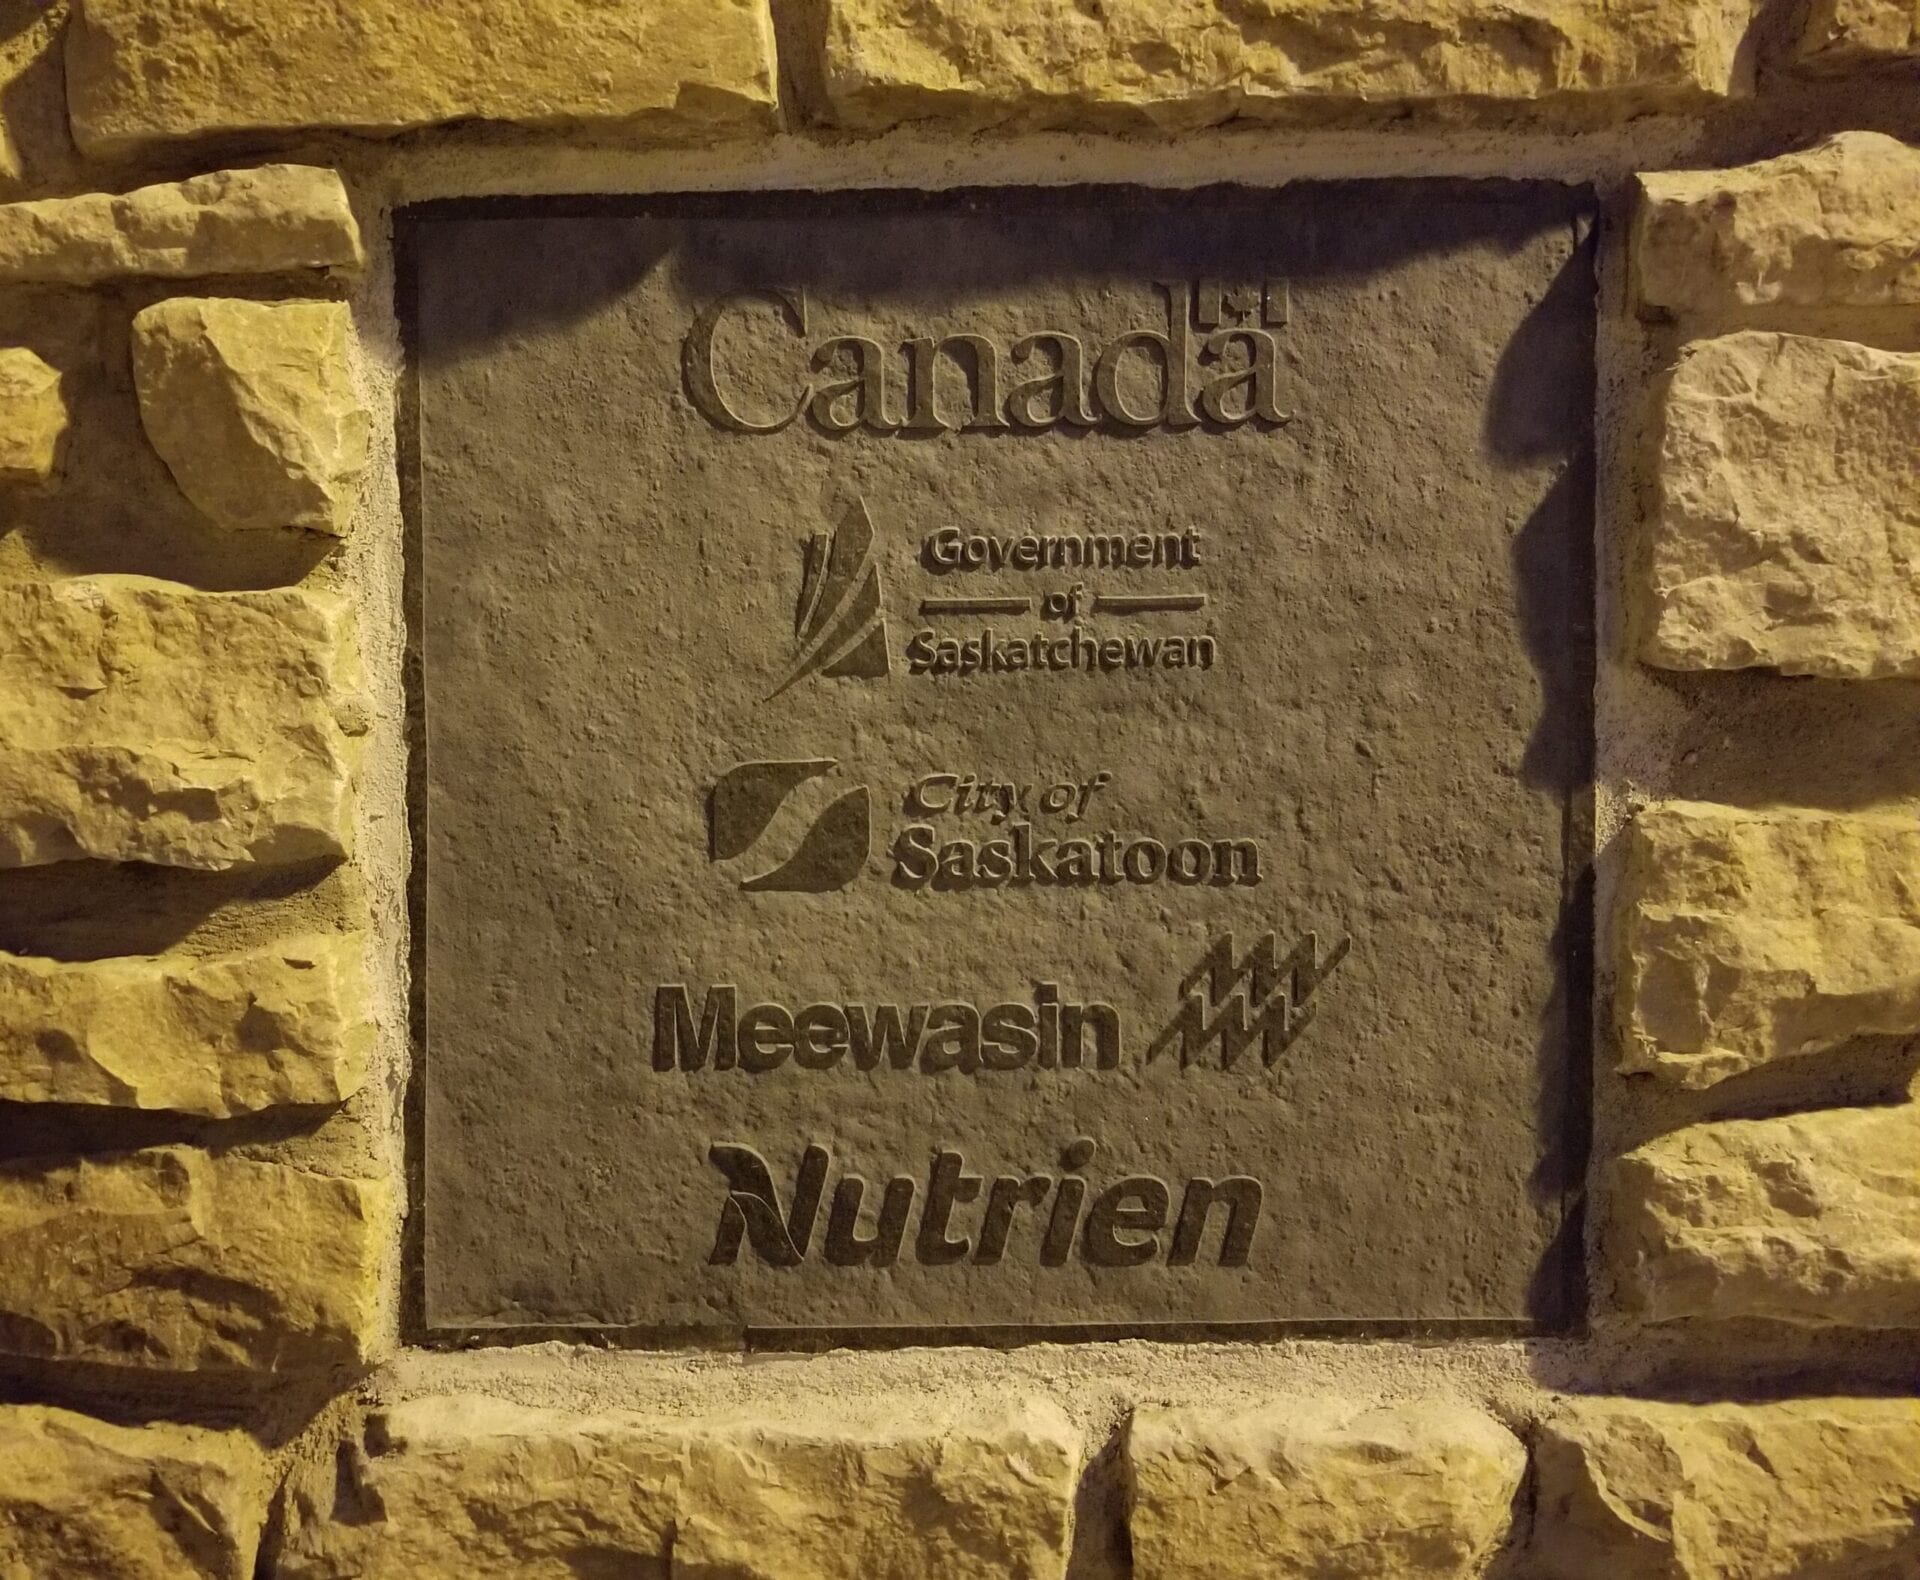 Canada
Government
of
Saskatchewan
City of
Saskatoon
Meewasin
Nutrien